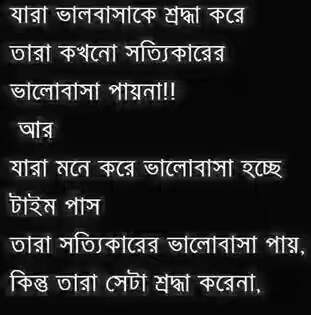 যারা ভালবাসাকে শ্রদ্ধা করে
তারা কখনো সত্যিকারের
ভালোবাসা পায়না!!
আর
যারা মনে করে ভালোবাসা হচ্ছে
টাইম পাস
তারা সত্যিকারের ভালোবাসা পায়,
কিন্তু তারা সেটা শ্রদ্ধা করেনা,